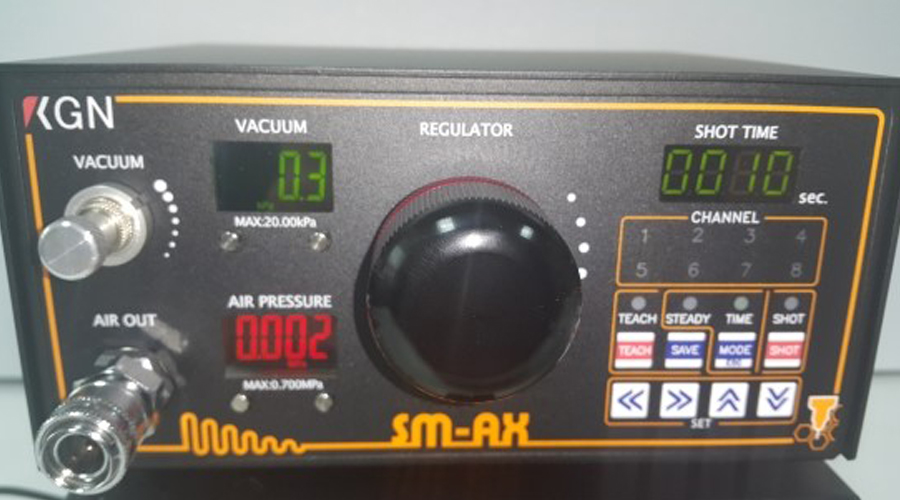 KGN
VACUUM
VACUUM
0.3
kPa
MAX:20.00kPa
REGULATOR
SHOT TIME
0010
sec.
CHANNEL
1 2 3 4
5 6 7 8
AIR OUT
AIR PRESSURE
0.002
MAX:0.700MPa
TEACH STEADY TIME SHOT
TEACH SAVE MODE SHOT
ESC
SET
SM-AX